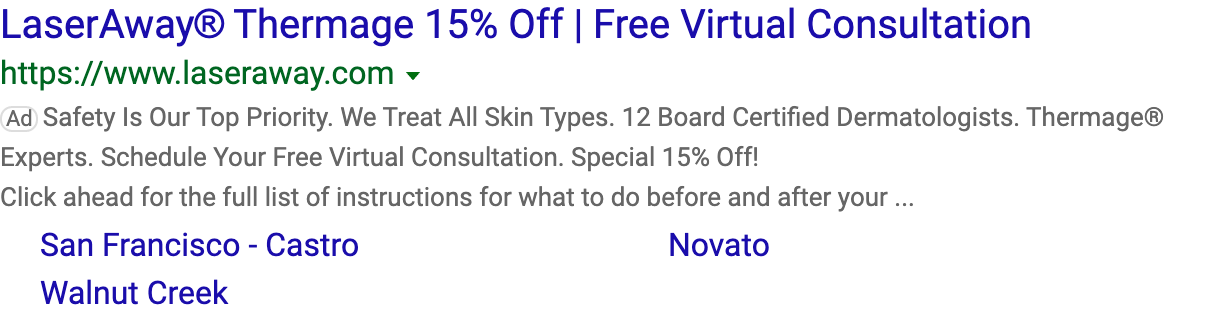 LaserAway® Thermage 15% Off | Free Virtual Consultation
https://www.laseraway.com
Ad Safety Is Our Top Priority. We Treat All Skin Types. 12 Board Certified Dermatologists. Thermage®
Experts. Schedule Your Free Virtual Consultation. Special 15% Off!
Click ahead for the full list of instructions for what to do before and after your ...
San Francisco - Castro Novato
Walnut Creek